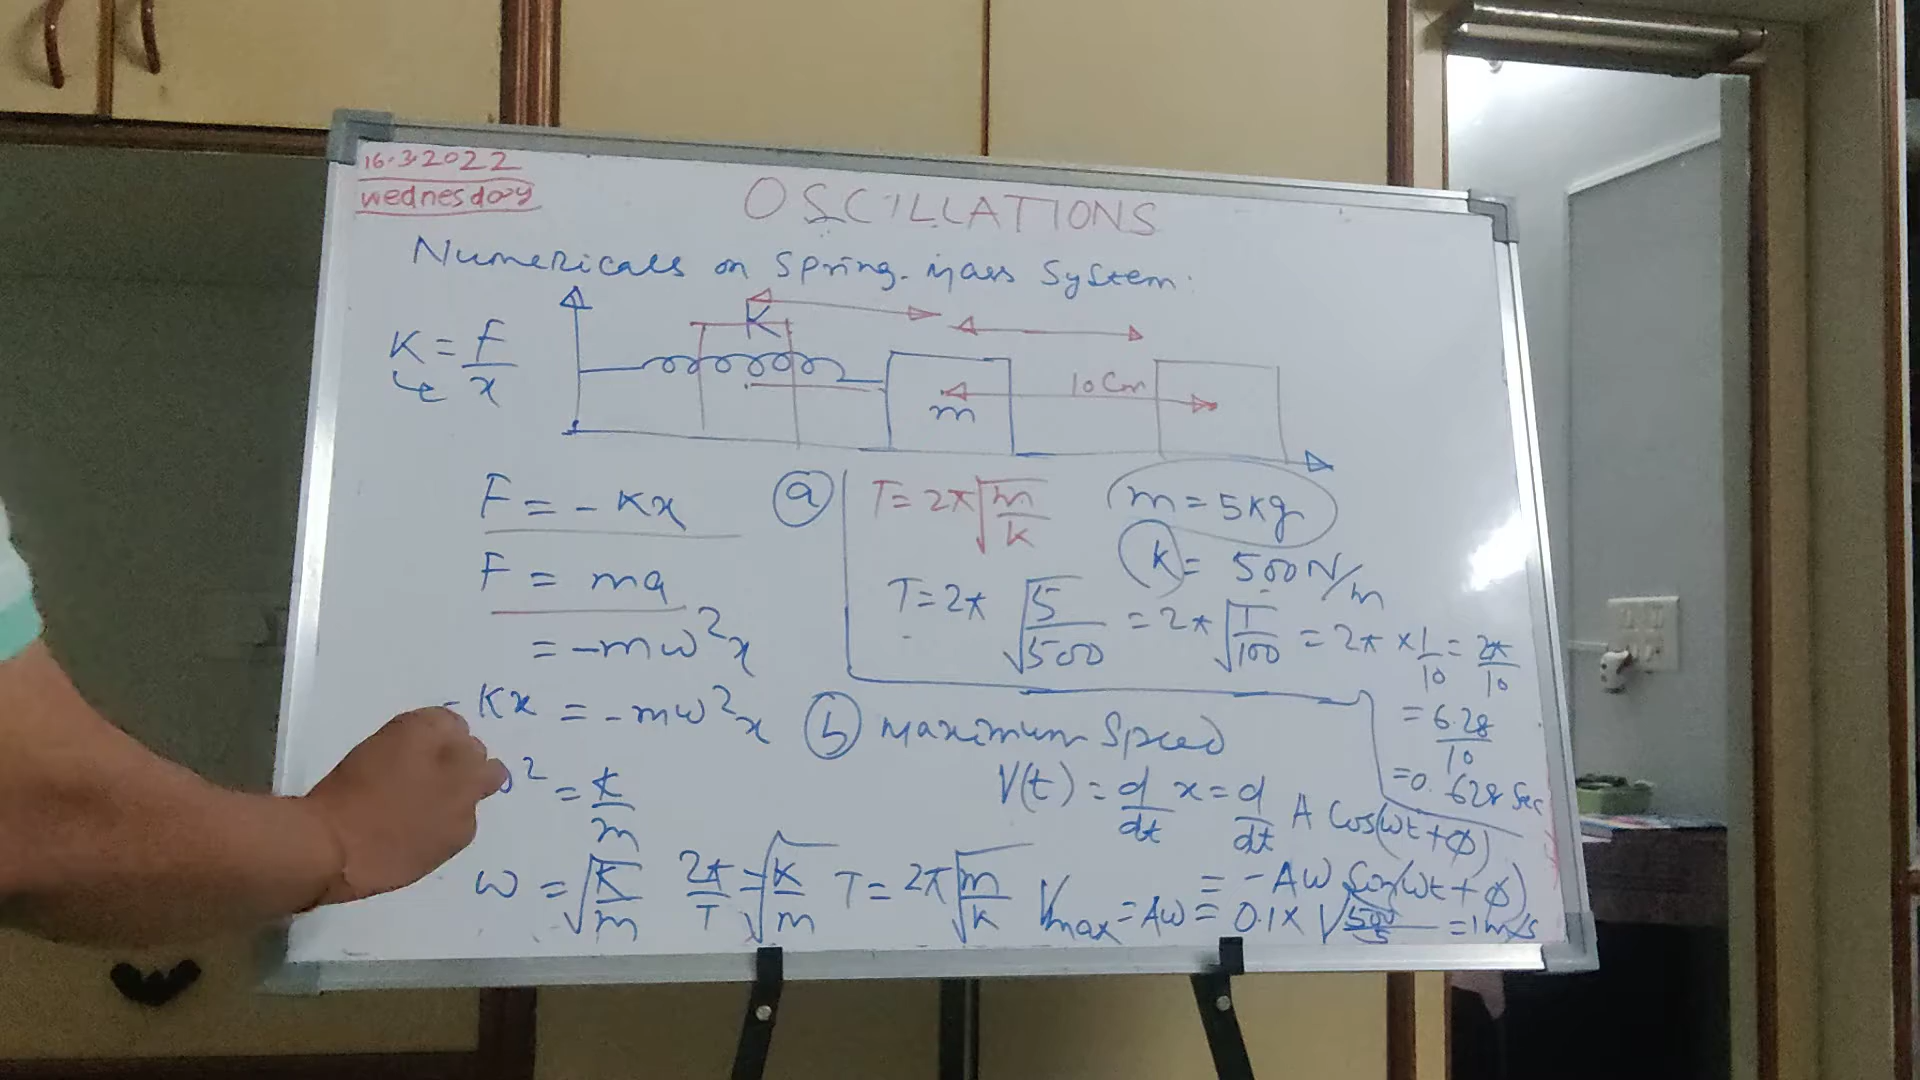 16.3.2022
Wednesday
OSCILLATIONS
Numericals on Spring-mass System.
K = F/x
K
m
10 Cm
F = - Kx
F = ma
= -mω²x
- Kx = -mω²x
² = k/m
ω = √K/m 2π/T = √K/m T = 2π√m/k
(a) T = 2π√m/k
m = 5kg
k = 500 N/m
T = 2π √5/500 = 2π √1/100 = 2π × 1/10 = 2π/10
= 6.28/10
= 0.628 Sec
(b) Maximum Speed
V(t) = d/dt x = d/dt A Cos(ωt + φ)
= -Aω Sin(ωt + φ)
Vmax = Aω = 0.1 x √500/5 = 1m/s